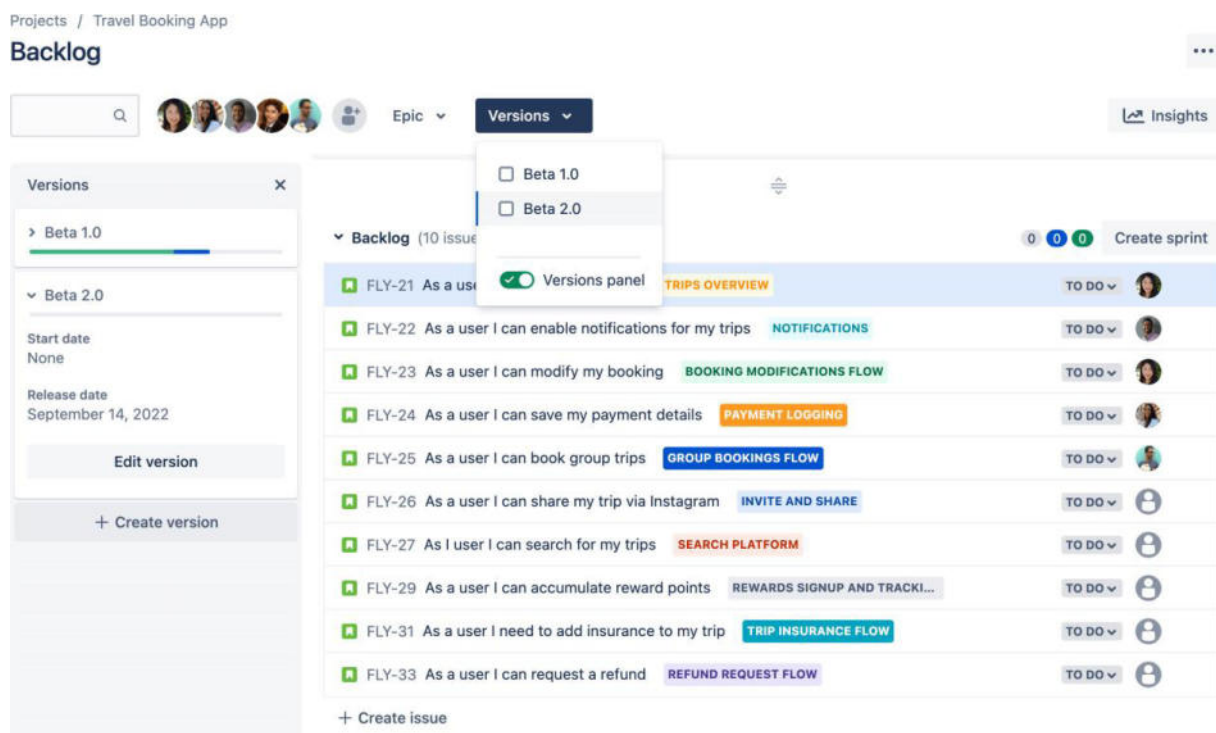 Projects / Travel Booking App
Backlog
Epic
Versions
Insights
Versions
Beta 1.0
Beta 2.0
Start date
None
Release date
September 14, 2022
Edit version
+ Create version
Beta 1.0
Beta 2.0
Versions panel
Backlog (10 issue
0 0 0 Create sprint
FLY-21 As a use TRIPS OVERVIEW TO DO
FLY-22 As a user I can enable notifications for my trips NOTIFICATIONS TO DO
FLY-23 As a user I can modify my booking BOOKING MODIFICATIONS FLOW TO DO
FLY-24 As a user I can save my payment details PAYMENT LOGGING TO DO
FLY-25 As a user I can book group trips GROUP BOOKINGS FLOW TO DO
FLY-26 As a user I can share my trip via Instagram INVITE AND SHARE TO DO
FLY-27 As I user I can search for my trips SEARCH PLATFORM TO DO
FLY-29 As a user I can accumulate reward points REWARDS SIGNUP AND TRACKI... TO DO
FLY-31 As a user I need to add insurance to my trip TRIP INSURANCE FLOW TO DO
FLY-33 As a user I can request a refund REFUND REQUEST FLOW TO DO
+ Create issue